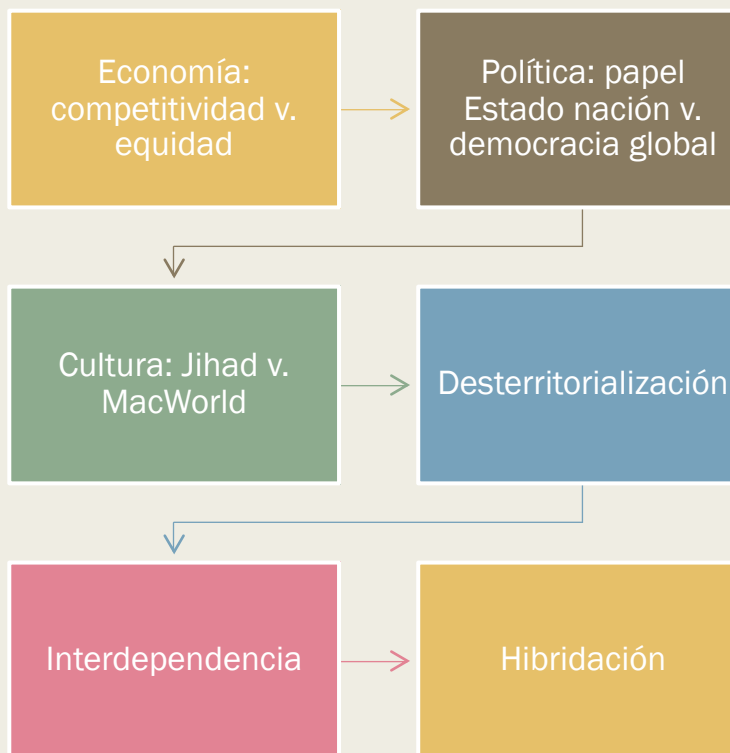 Economía:
competitividad v.
equidad
Política: papel
Estado nación v.
democracia global
Cultura: Jihad v.
MacWorld
Desterritorialización
Interdependencia
Hibridación